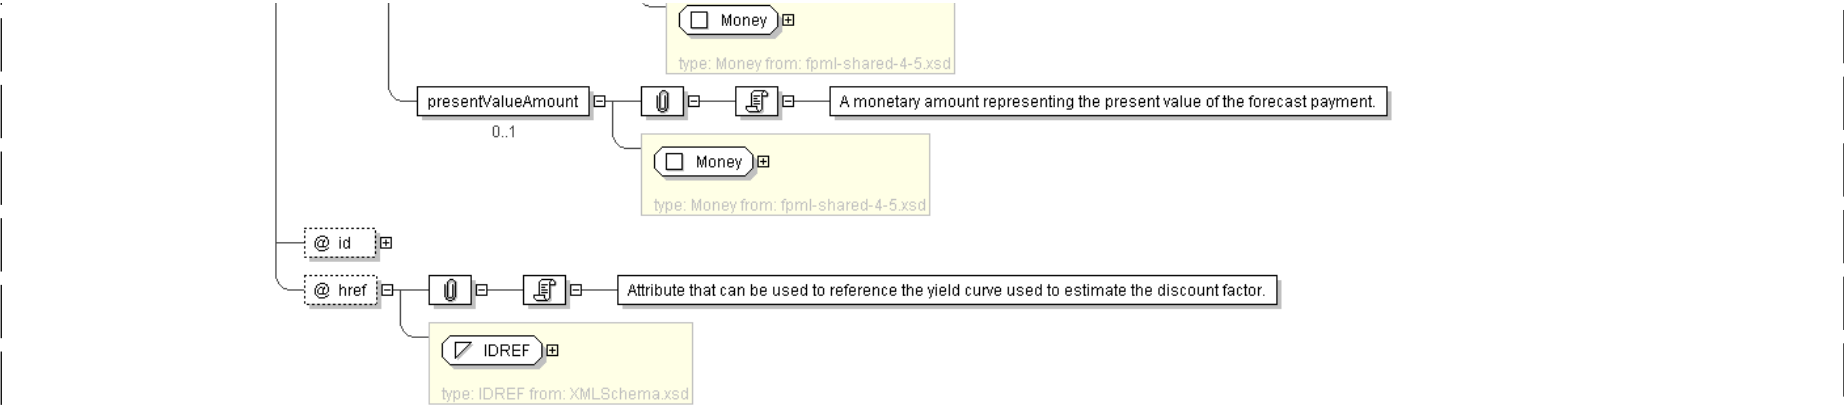 Money
type: Money from: fpml-shared-4-5.xsd
presentValueAmount
A monetary amount representing the present value of the forecast payment.
0..1
Money
type: Money from: fpml-shared-4-5.xsd
@ id
@ href
Attribute that can be used to reference the yield curve used to estimate the discount factor.
IDREF
type: IDREF from: XMLSchema.xsd